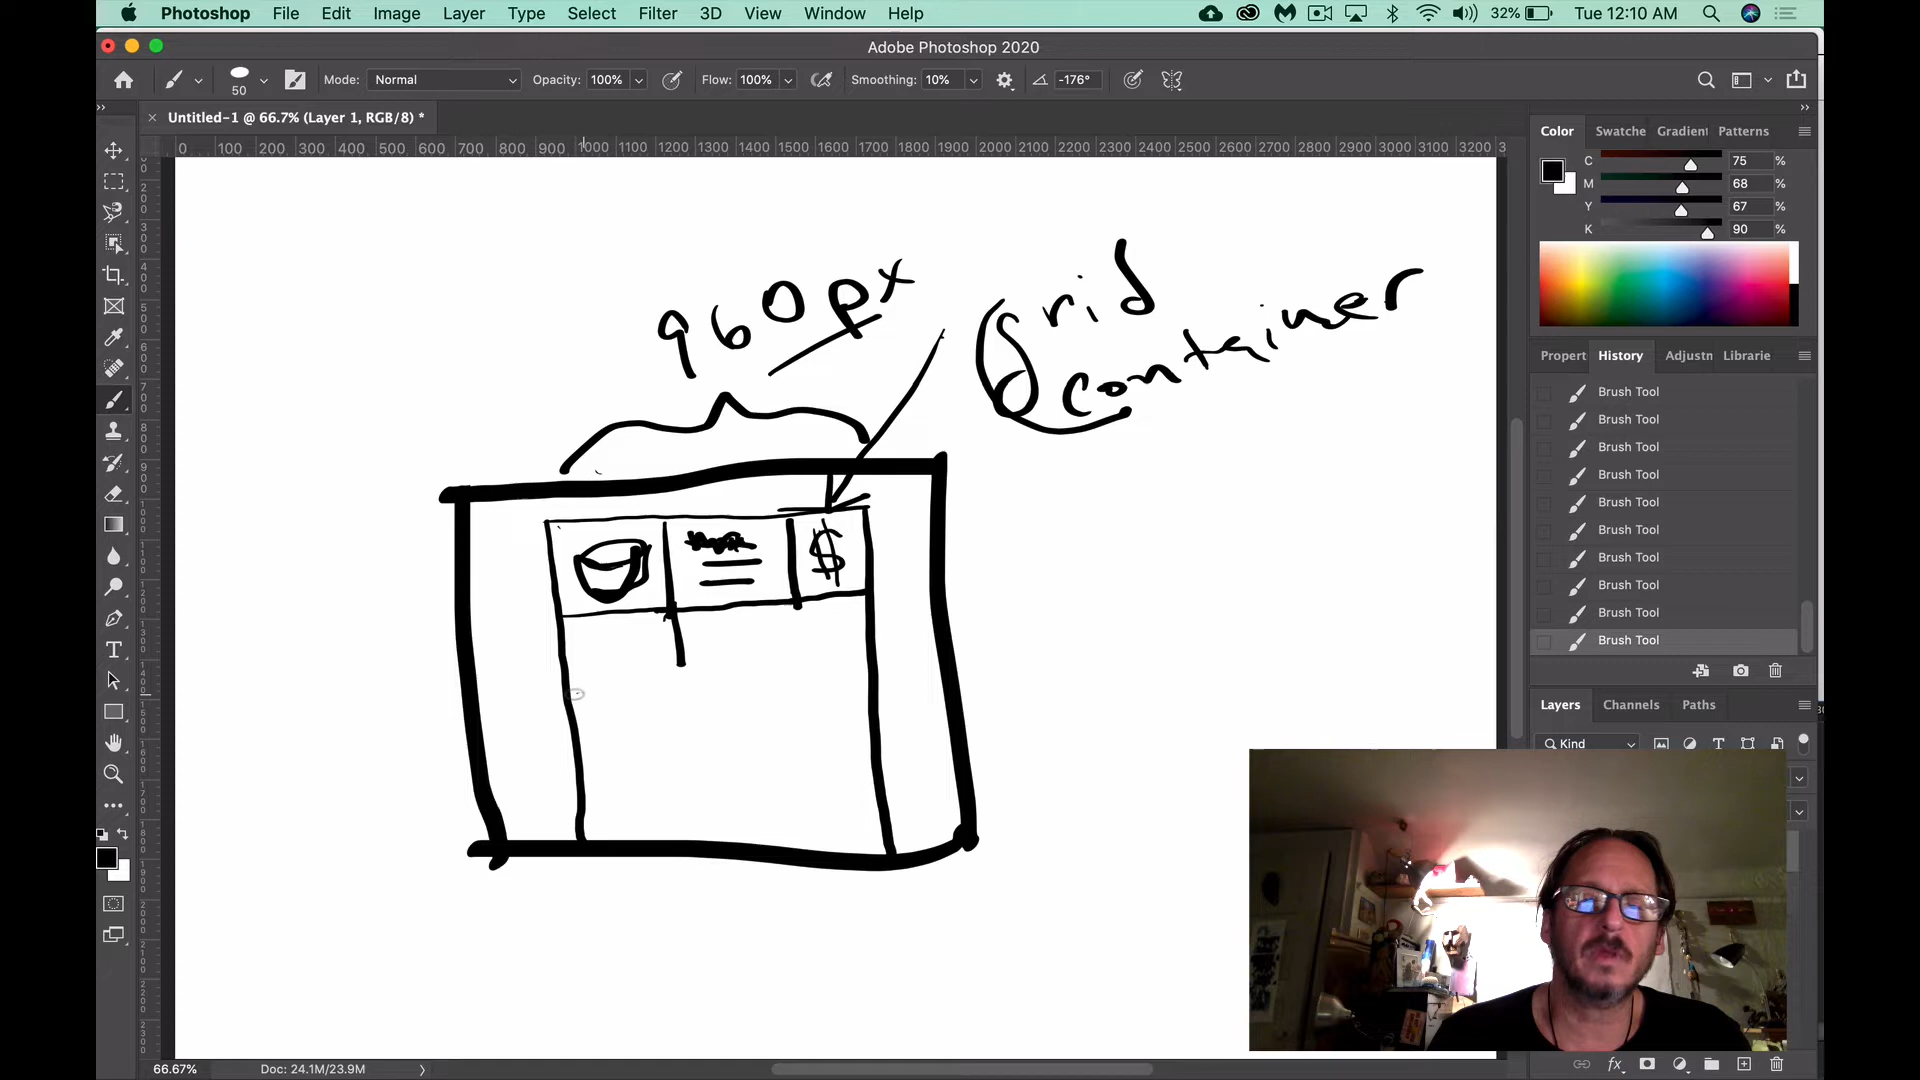 Photoshop File Edit Image Layer Type Select Filter 3D View Window Help 32% Tue 12:10 AM
Adobe Photoshop 2020
50 Mode: Normal Opacity: 100% Flow: 100% Smoothing: 10% -176°
Untitled-1 @ 66.7% (Layer 1, RGB/8) *
0 100 200 300 400 500 600 700 800 900 1000 1100 1200 1300 1400 1500 1600 1700 1800 1900 2000 2100 2200 2300 2400 2500 2600 2700 2800 2900 3000 3100 3200 3
960px
Grid
container
$
Color Swatche Gradient Patterns
C 75 %
M 68 %
Y 67 %
K 90 %
Propert History Adjustn Librarie
Brush Tool
Brush Tool
Brush Tool
Brush Tool
Brush Tool
Brush Tool
Brush Tool
Brush Tool
Brush Tool
Brush Tool
Layers Channels Paths
Kind
66.67% Doc: 24.1M/23.9M